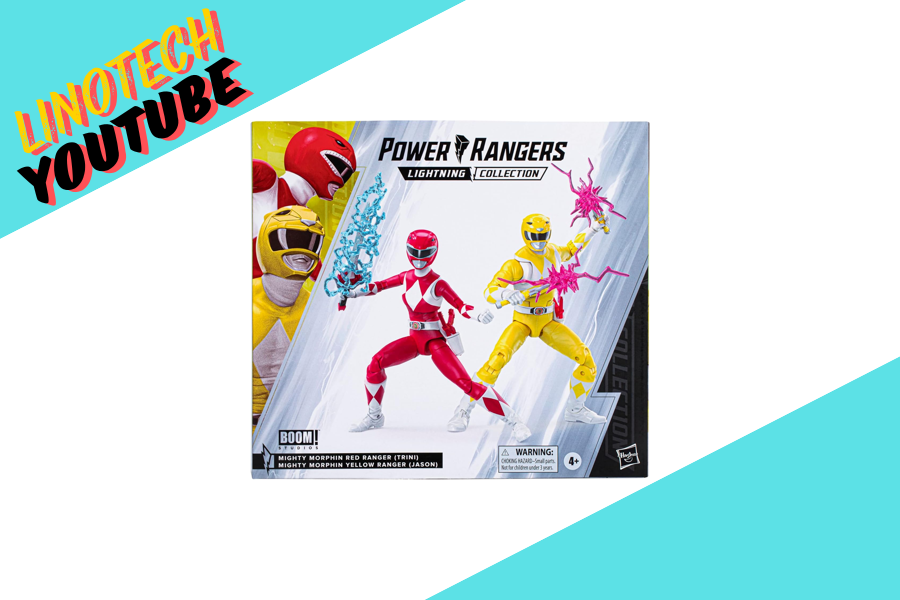 LINOTECH
YOUTUBE
POWER RANGERS
LIGHTNING COLLECTION
COLLECTION
BOOM!
STUDIOS
MIGHTY MORPHIN RED RANGER (TRINI)
MIGHTY MORPHIN YELLOW RANGER (JASON)
WARNING:
CHOKING HAZARD–Small parts.
Not for children under 3 years.
4+
Hasbro